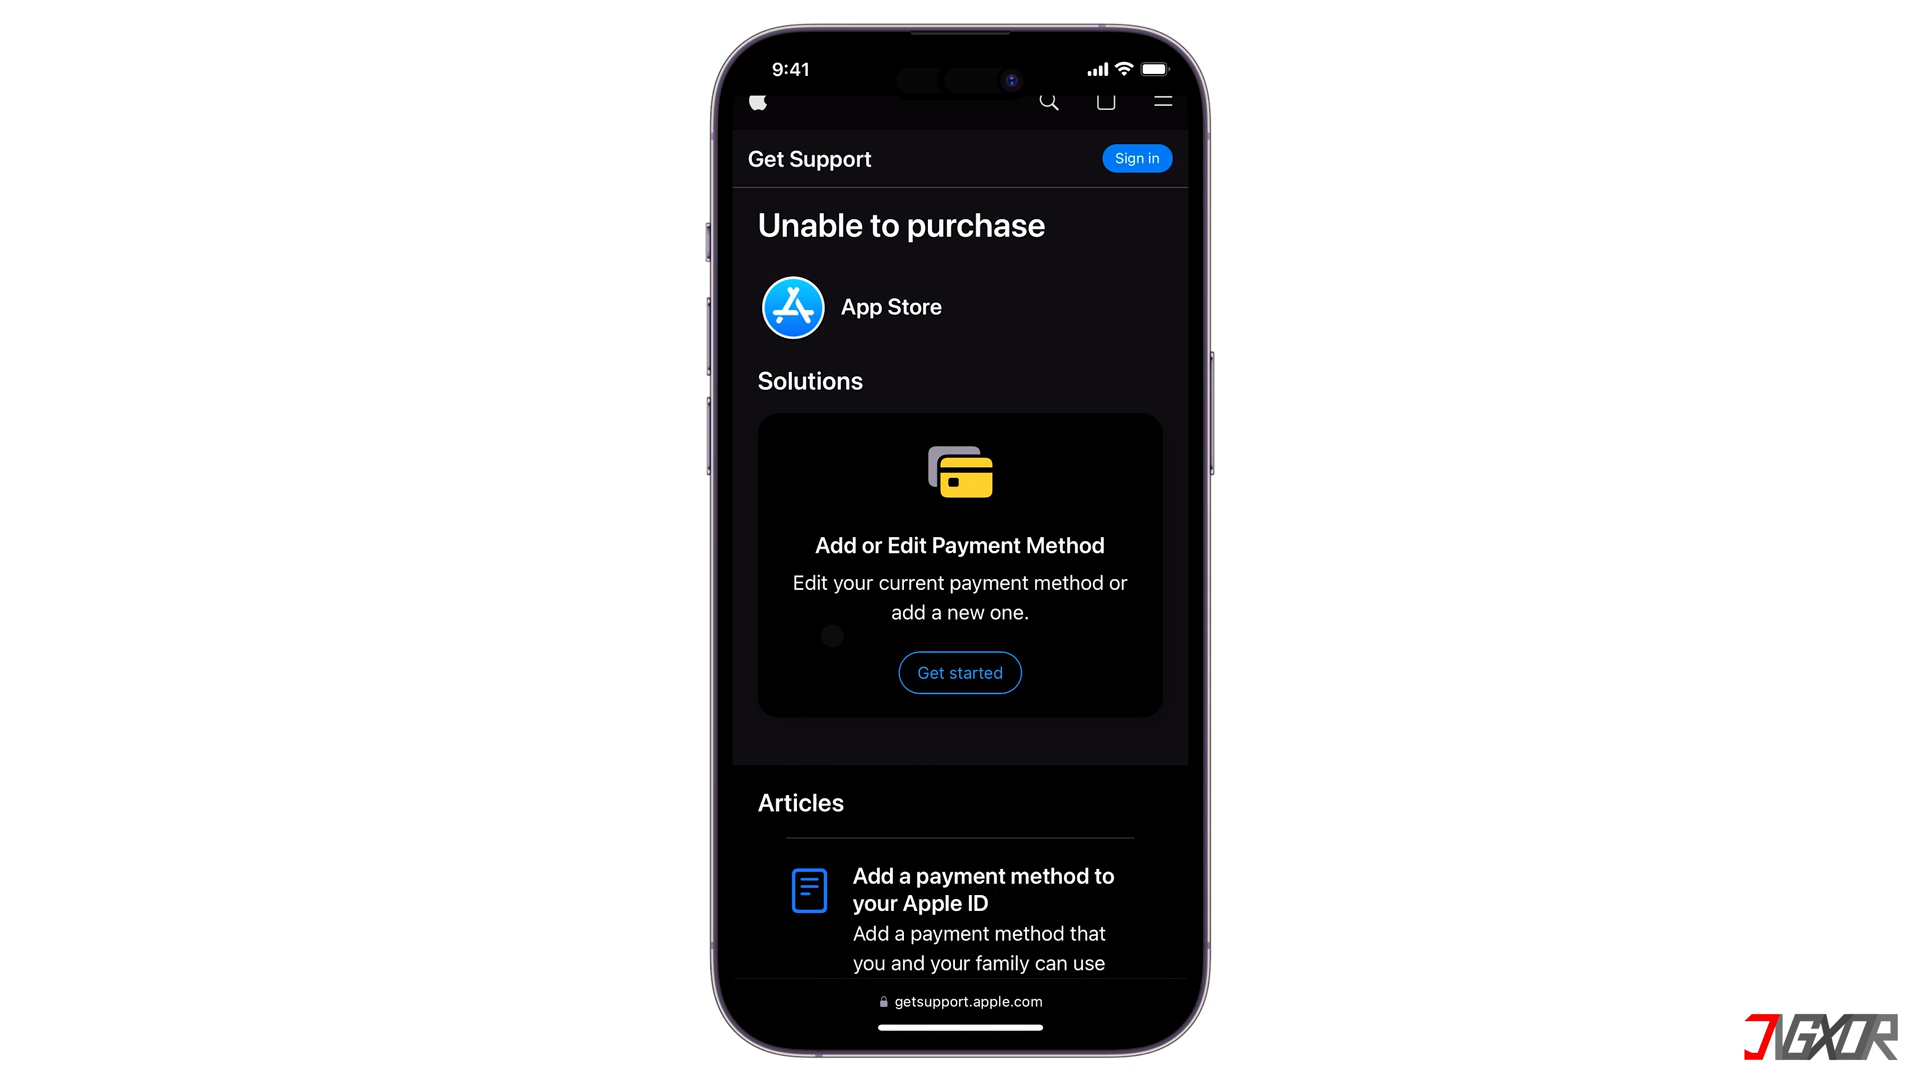 9:41
Get Support
Sign in
Unable to purchase
App Store
Solutions
Add or Edit Payment Method
Edit your current payment method or
add a new one.
Get started
Articles
Add a payment method to
your Apple ID
Add a payment method that
you and your family can use
getsupport.apple.com
JVGXOR